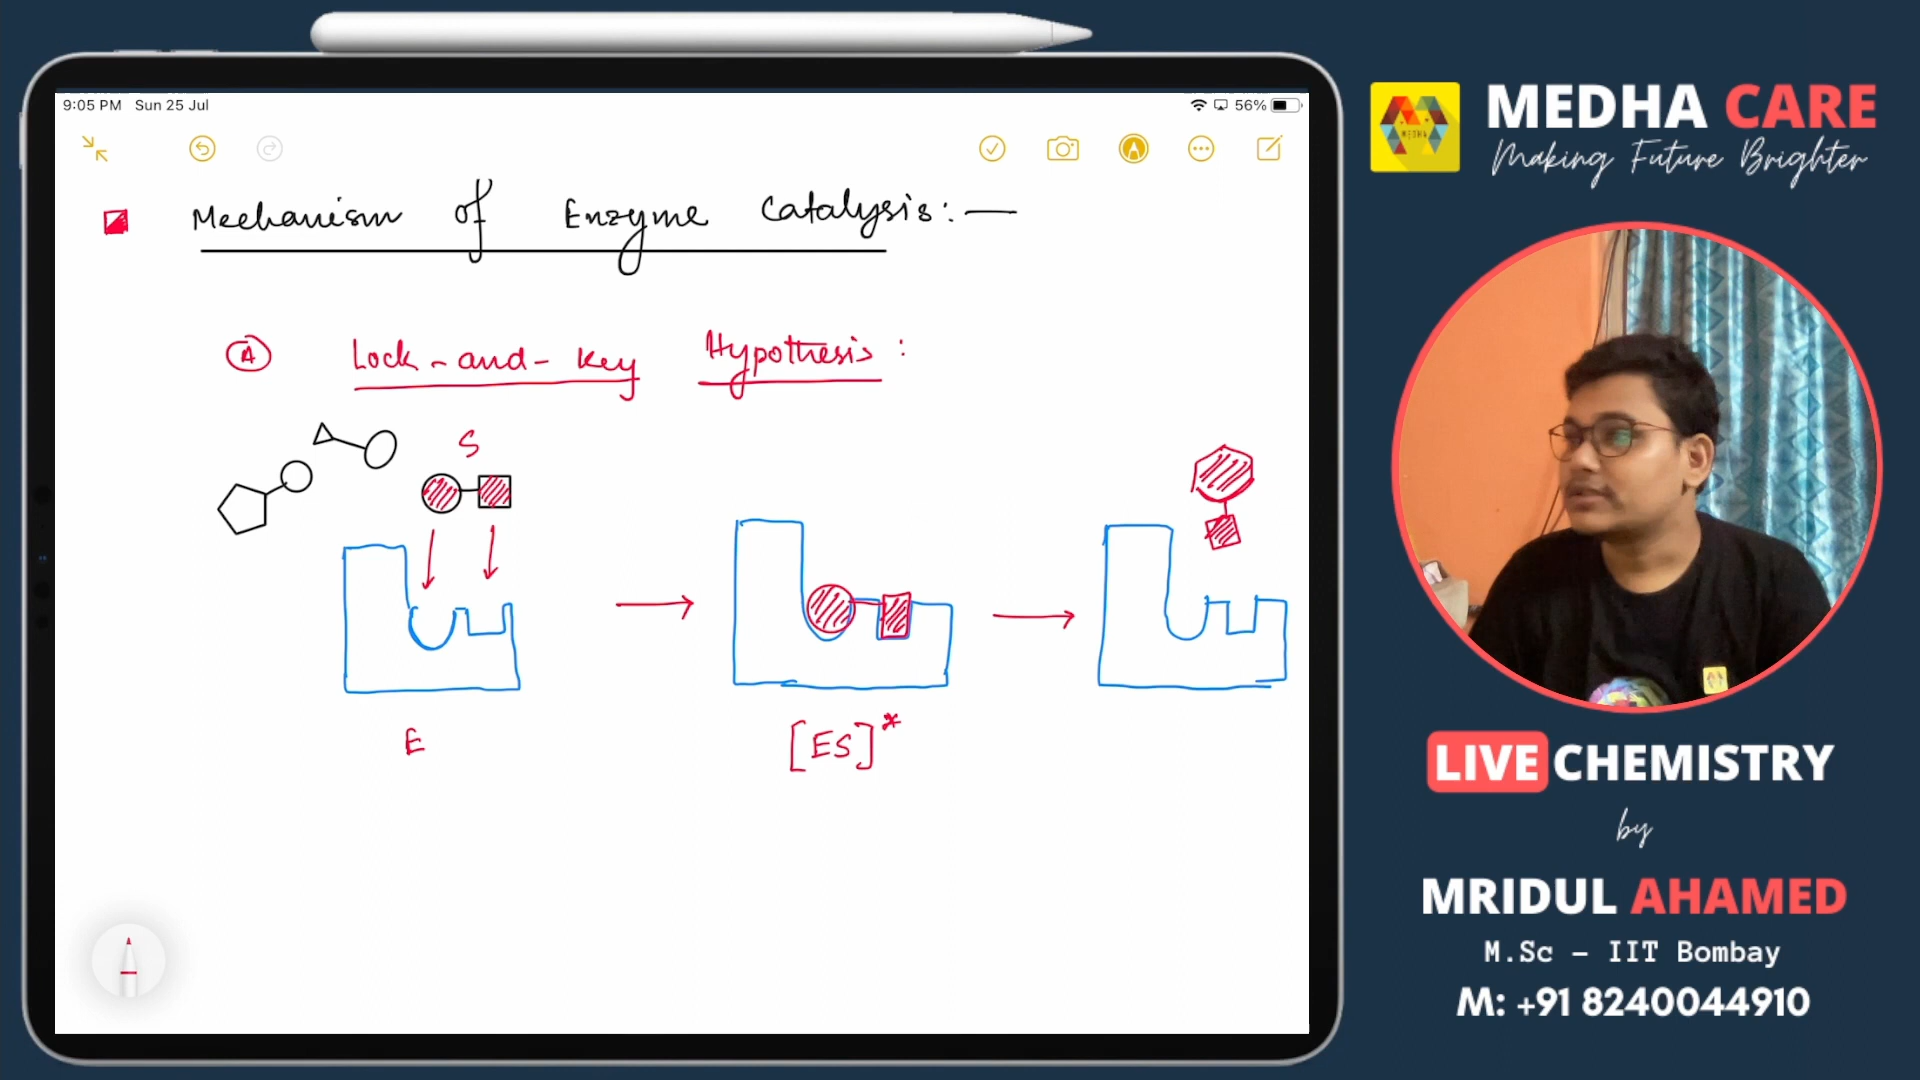 9:05 PM Sun 25 Jul
56%
MEDHA CARE
Making Future Brighter
MEDHA
Mechanism of Enzyme Catalysis:—
A Lock-and-Key Hypothesis:
S
E
[ES]*
LIVE CHEMISTRY
by
MRIDUL AHAMED
M.Sc – IIT Bombay
M: +91 8240044910